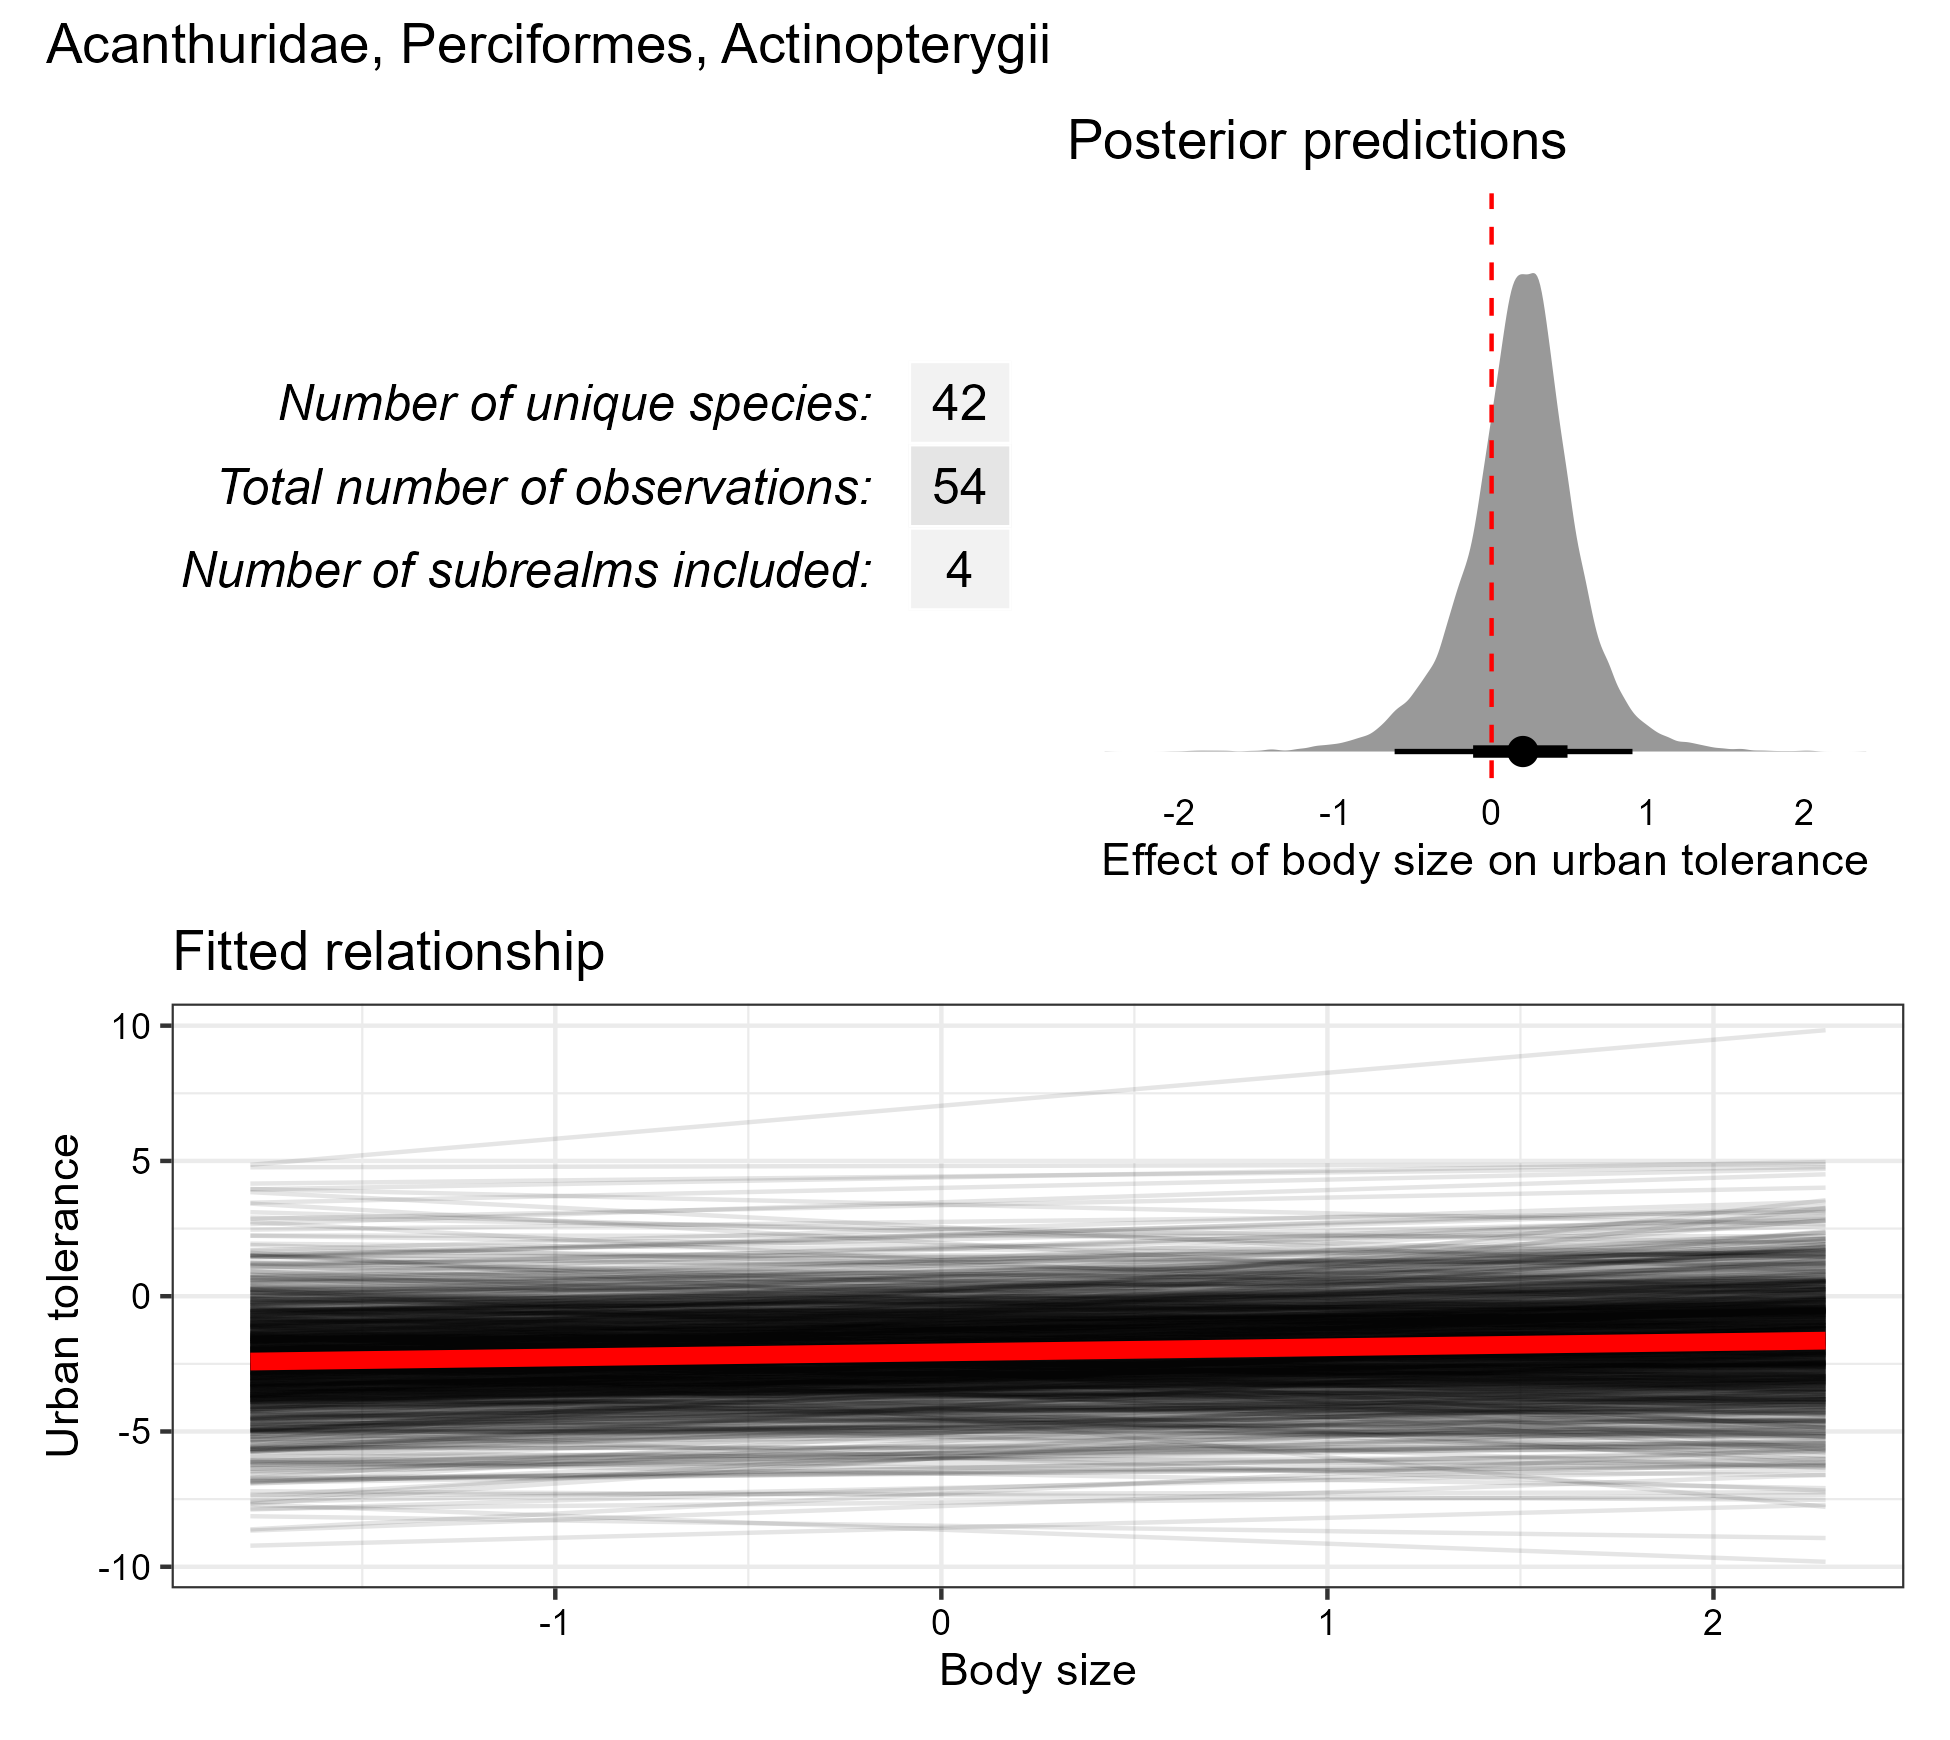 Acanthuridae, Perciformes, Actinopterygii
Posterior predictions
Number of unique species: 42
Total number of observations: 54
Number of subrealms included: 4
-2 -1 0 1 2
Effect of body size on urban tolerance
Fitted relationship
10
5
0
-5
-10
Urban tolerance
-1 0 1 2
Body size